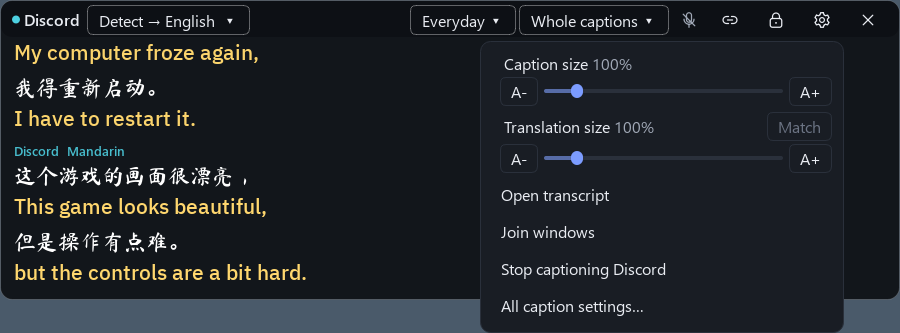 Discord
Detect → English
Everyday
Whole captions
My computer froze again,
我得重新启动。
I have to restart it.
Discord Mandarin
这个游戏的画面很漂亮，
This game looks beautiful,
但是操作有点难。
but the controls are a bit hard.
Caption size 100%
A-
A+
Translation size 100%
Match
A-
A+
Open transcript
Join windows
Stop captioning Discord
All caption settings...